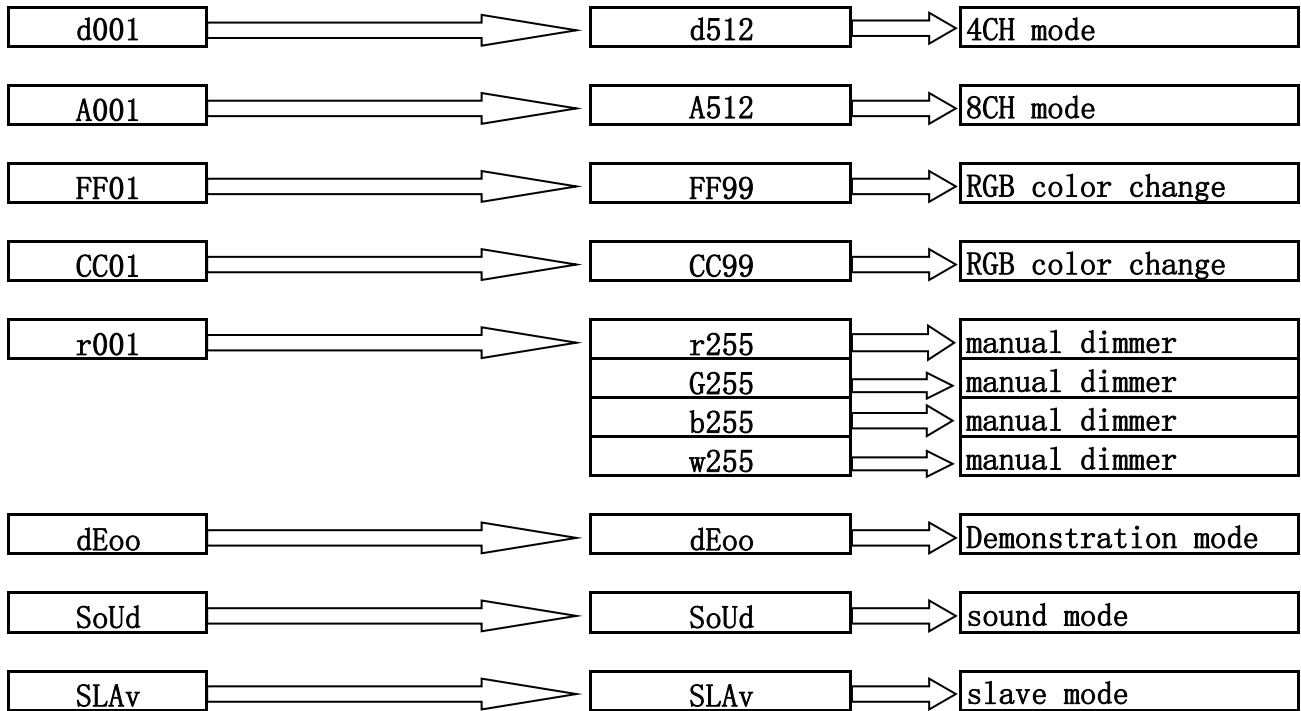 d001 d512 4CH mode
A001 A512 8CH mode
FF01 FF99 RGB color change
CC01 CC99 RGB color change
r001 r255 manual dimmer
G255 manual dimmer
b255 manual dimmer
w255 manual dimmer
dEoo dEoo Demonstration mode
SoUd SoUd sound mode
SLAv SLAv slave mode